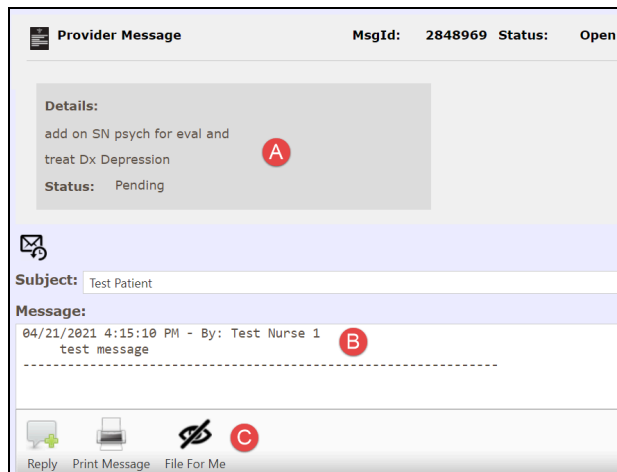 Provider Message MsgId: 2848969 Status: Open
Details:
add on SN psych for eval and
treat Dx Depression
A
Status: Pending
Subject: Test Patient
Message:
04/21/2021 4:15:10 PM - By: Test Nurse 1
test message
B
--------------------------------------------------------------
C
Reply Print Message File For Me